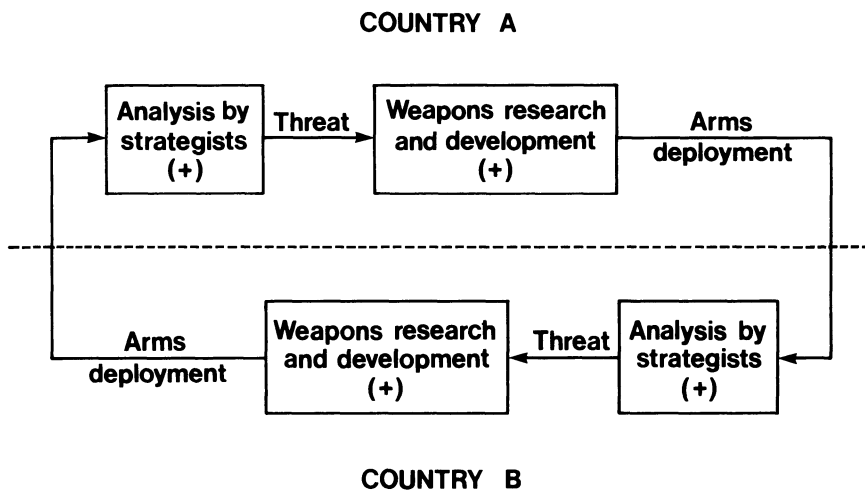 COUNTRY A
Analysis by
strategists
(+)
Threat
Weapons research
and development
(+)
Arms
deployment
Arms
deployment
Weapons research
and development
(+)
Threat
Analysis by
strategists
(+)
COUNTRY B